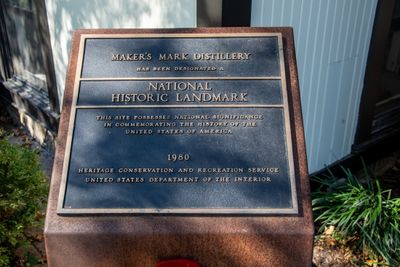 MAKER'S MARK DISTILLERY
HAS BEEN DESIGNATED A
NATIONAL
HISTORIC LANDMARK
THIS SITE POSSESSES NATIONAL SIGNIFICANCE
IN COMMEMORATING THE HISTORY OF THE
UNITED STATES OF AMERICA
1980
HERITAGE CONSERVATION AND RECREATION SERVICE
UNITED STATES DEPARTMENT OF THE INTERIOR